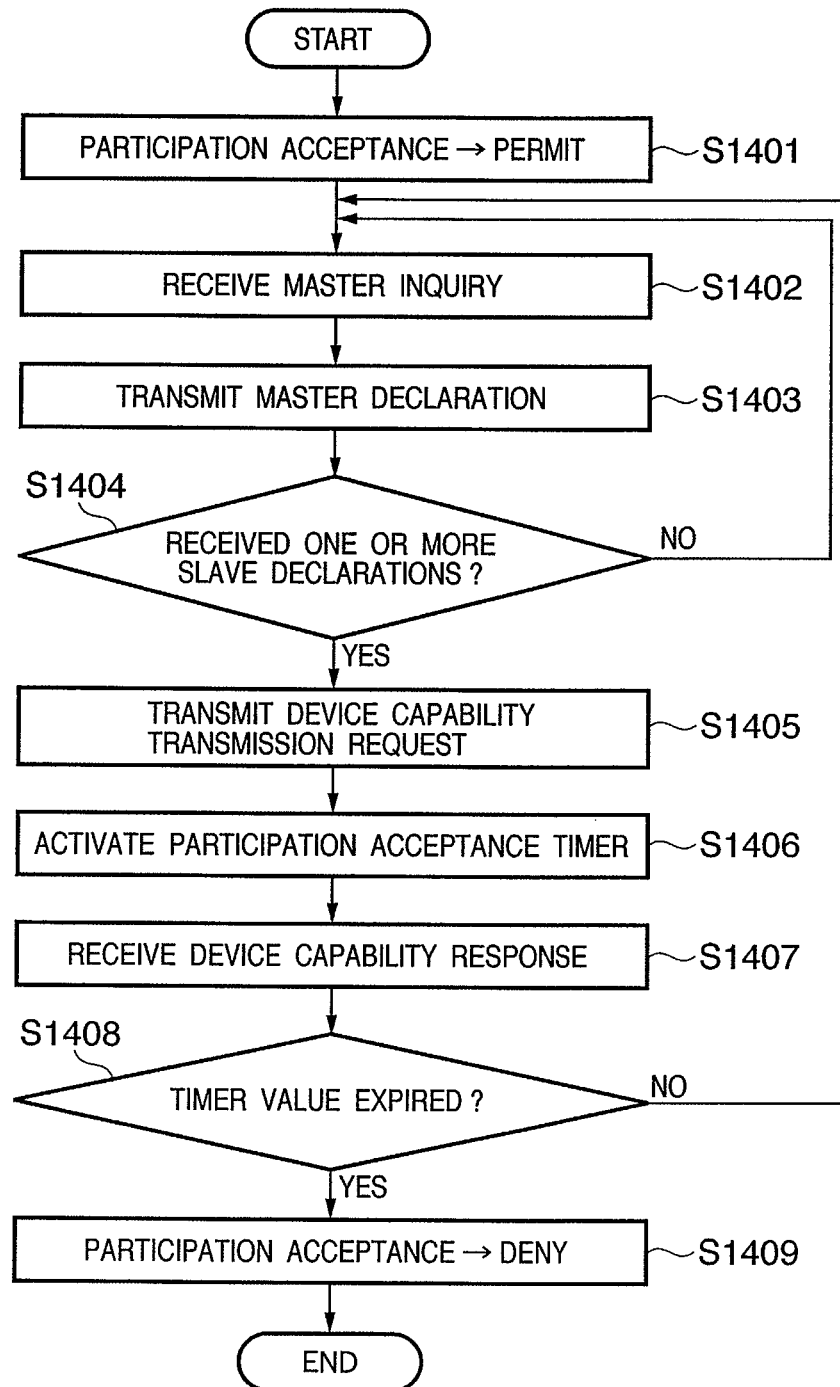 START
PARTICIPATION ACCEPTANCE → PERMIT
S1401
RECEIVE MASTER INQUIRY
S1402
TRANSMIT MASTER DECLARATION
S1403
S1404
RECEIVED ONE OR MORE
SLAVE DECLARATIONS ?
NO
YES
TRANSMIT DEVICE CAPABILITY
TRANSMISSION REQUEST
S1405
ACTIVATE PARTICIPATION ACCEPTANCE TIMER
S1406
RECEIVE DEVICE CAPABILITY RESPONSE
S1407
S1408
TIMER VALUE EXPIRED ?
NO
YES
PARTICIPATION ACCEPTANCE → DENY
S1409
END